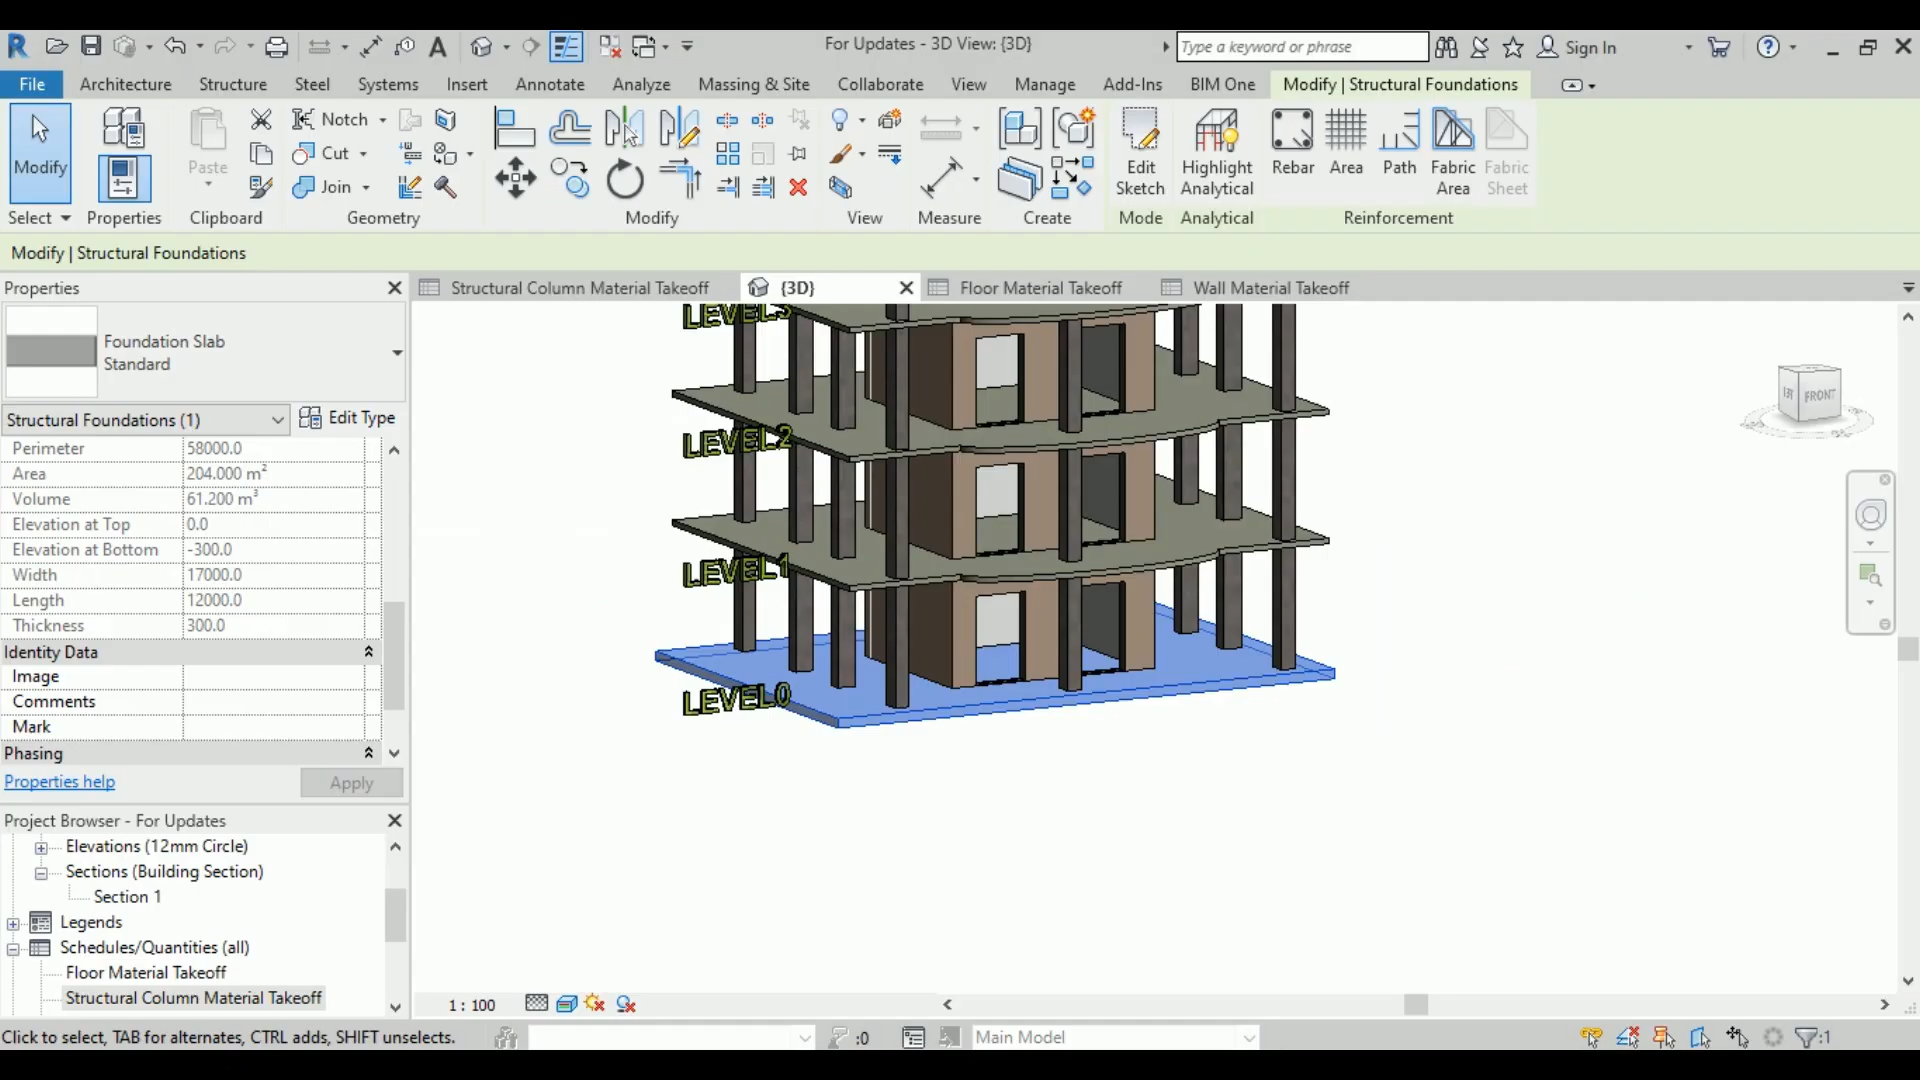 For Updates - 3D View: {3D}
Type a keyword or phrase
Sign In
File Architecture Structure Steel Systems Insert Annotate Analyze Massing & Site Collaborate View Manage Add-Ins BIM One Modify | Structural Foundations
Modify
Paste
Notch
Cut
Join
Edit
Sketch
Highlight
Analytical
Rebar
Area
Path
Fabric
Area
Fabric
Sheet
Select Properties Clipboard Geometry Modify View Measure Create Mode Analytical Reinforcement
Modify | Structural Foundations
Properties
Structural Column Material Takeoff
{3D}
Floor Material Takeoff
Wall Material Takeoff
Foundation Slab
Standard
Structural Foundations (1)
Edit Type
Perimeter 58000.0
Area 204.000 m²
Volume 61.200 m³
Elevation at Top 0.0
Elevation at Bottom -300.0
Width 17000.0
Length 12000.0
Thickness 300.0
Identity Data
Image
Comments
Mark
Phasing
Properties help
Apply
LEVEL3
LEVEL2
LEVEL1
LEVEL0
FRONT
Project Browser - For Updates
Elevations (12mm Circle)
Sections (Building Section)
Section 1
Legends
Schedules/Quantities (all)
Floor Material Takeoff
Structural Column Material Takeoff
1 : 100
Click to select, TAB for alternates, CTRL adds, SHIFT unselects.
:0
Main Model
:1